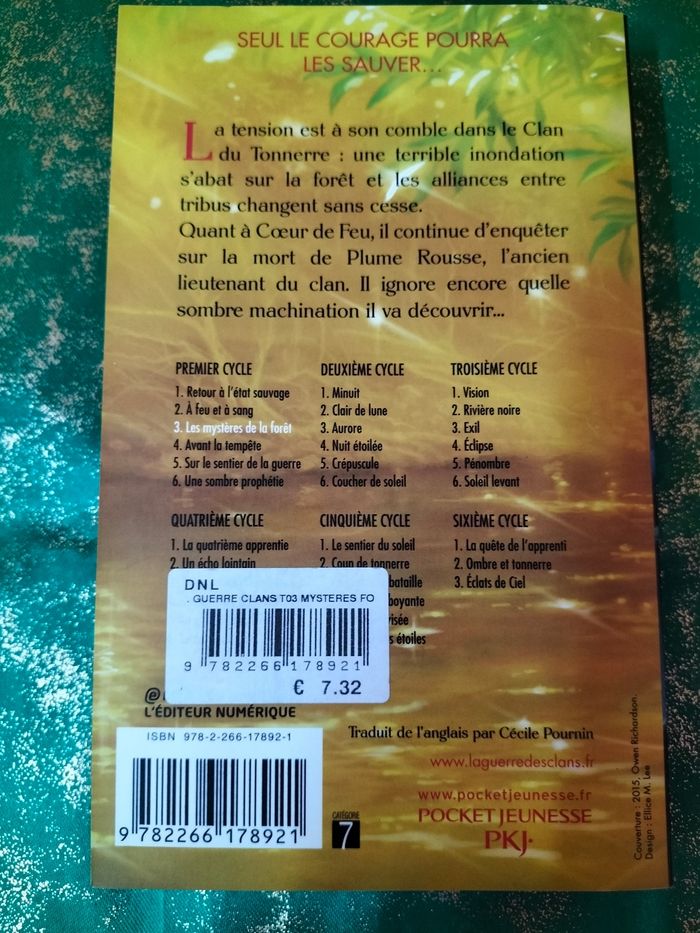 SEUL LE COURAGE POURRA
LES SAUVER...
La tension est à son comble dans le Clan
du Tonnerre : une terrible inondation
s'abat sur la forêt et les alliances entre
tribus changent sans cesse.
Quant à Cœur de Feu, il continue d'enquêter
sur la mort de Plume Rousse, l'ancien
lieutenant du clan. Il ignore encore quelle
sombre machination il va découvrir...
PREMIER CYCLE
1. Retour à l'état sauvage
2. À feu et à sang
3. Les mystères de la forêt
4. Avant la tempête
5. Sur le sentier de la guerre
6. Une sombre prophétie
DEUXIÈME CYCLE
1. Minuit
2. Clair de lune
3. Aurore
4. Nuit étoilée
5. Crépuscule
6. Coucher de soleil
TROISIÈME CYCLE
1. Vision
2. Rivière noire
3. Exil
4. Éclipse
5. Pénombre
6. Soleil levant
QUATRIÈME CYCLE
1. La quatrième apprentie
2. Un écho lointain
CINQUIÈME CYCLE
1. Le sentier du soleil
2. Coup de tonnerre
bataille
étoiles
SIXIÈME CYCLE
1. La quête de l'apprenti
2. Ombre et tonnerre
3. Éclats de Ciel
DNL
. GUERRE CLANS T03 MYSTERES FO
9 782266 178921
€ 7.32
@
L'ÉDITEUR NUMÉRIQUE
ISBN 978-2-266-17892-1
9 782266 178921
CATÉGORIE
7
Traduit de l'anglais par Cécile Pournin
www.laguerredesclans.fr
www.pocketjeunesse.fr
POCKET JEUNESSE
PKJ·
Couverture : 2015, Owen Richardson.
Design : Ellice M. Lee